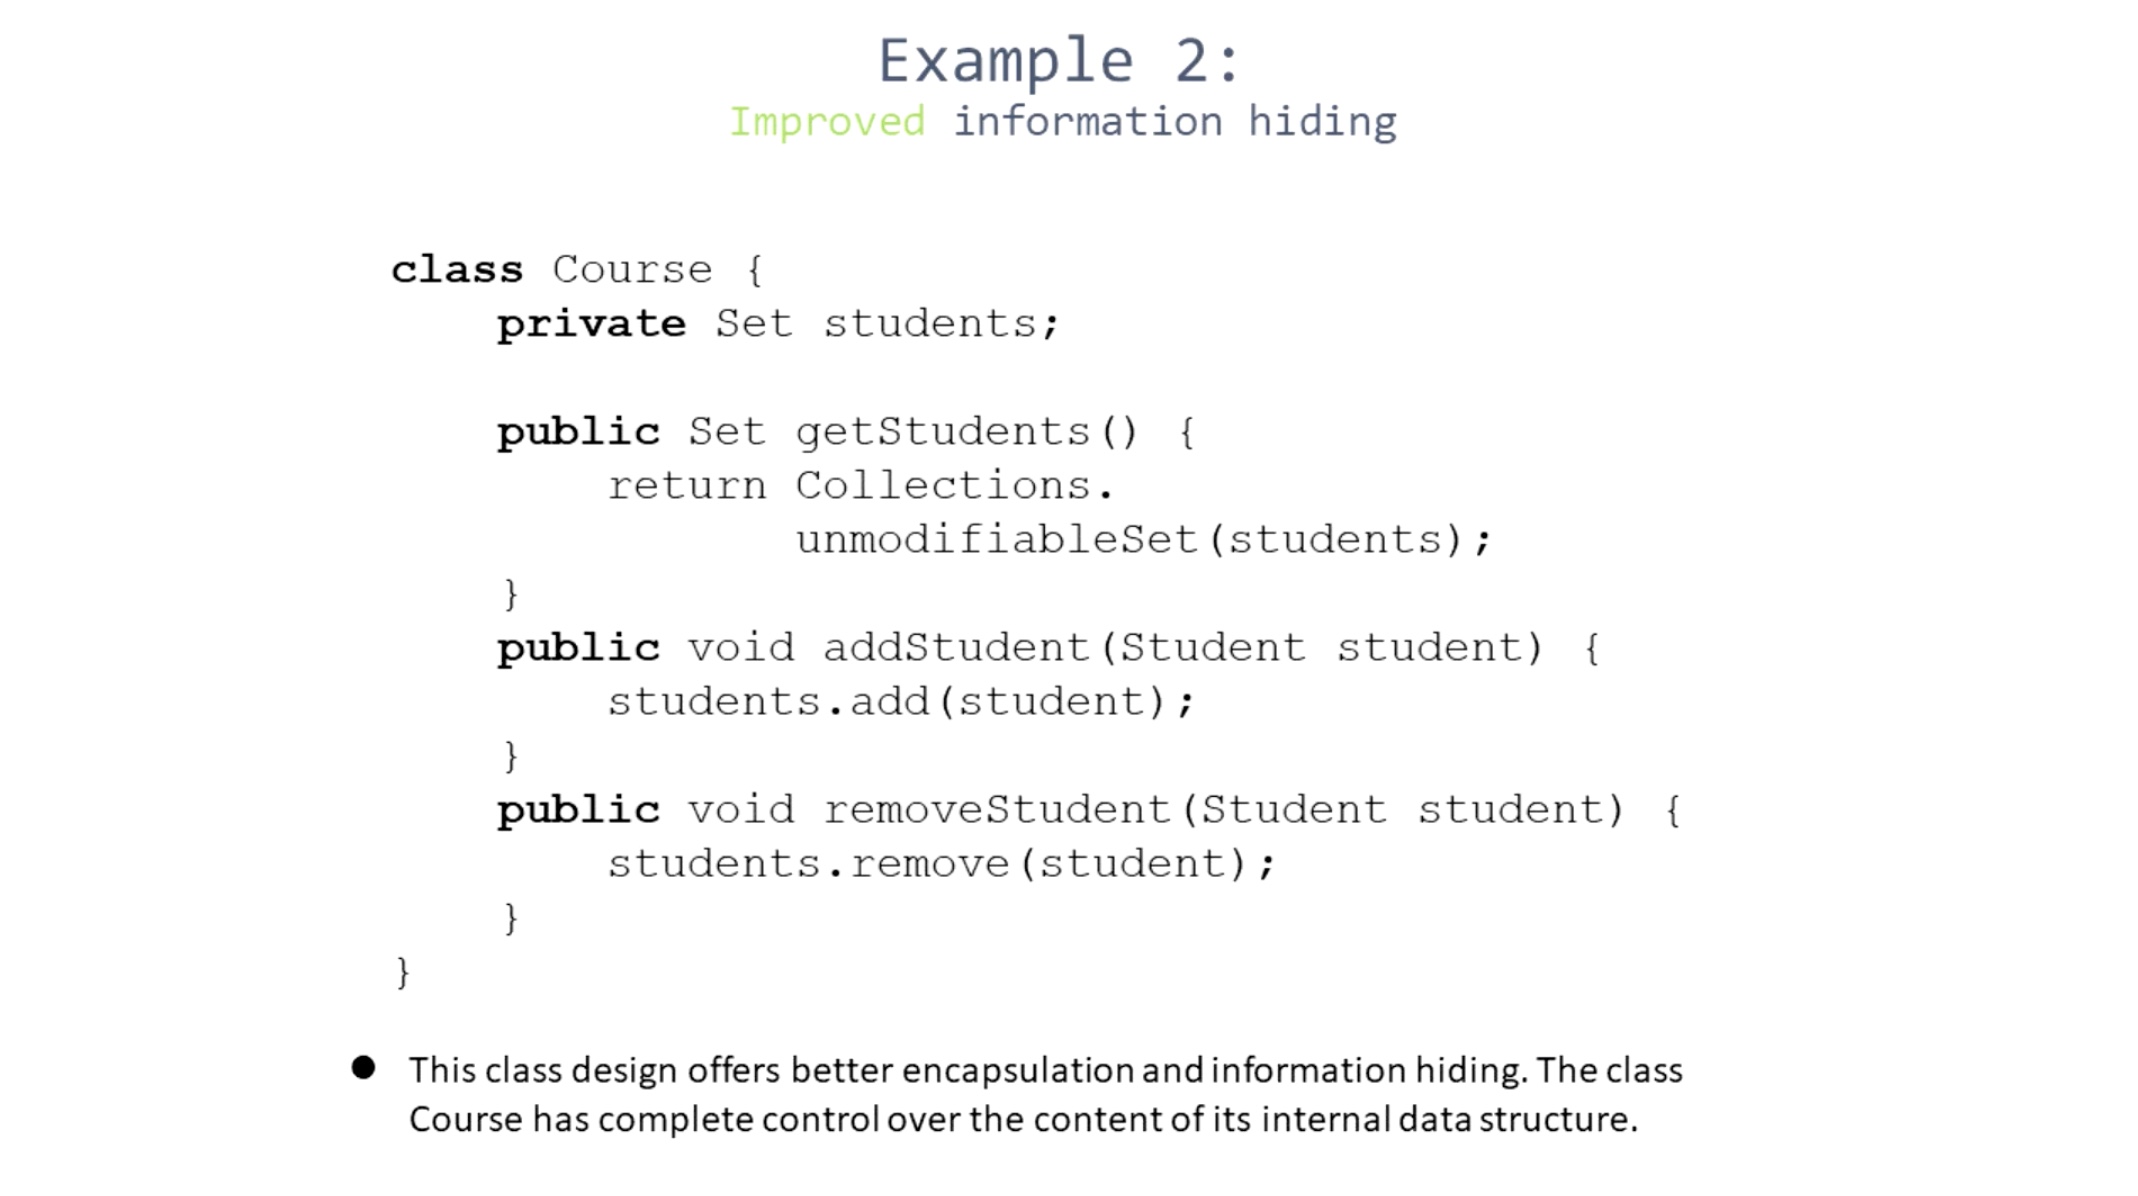 Example 2:
Improved information hiding
class Course {
private Set students;
public Set getStudents() {
return Collections.
unmodifiableSet(students);
}
public void addStudent(Student student) {
students.add(student);
}
public void removeStudent(Student student) {
students.remove(student);
}
}
● This class design offers better encapsulation and information hiding. The class
Course has complete control over the content of its internal data structure.